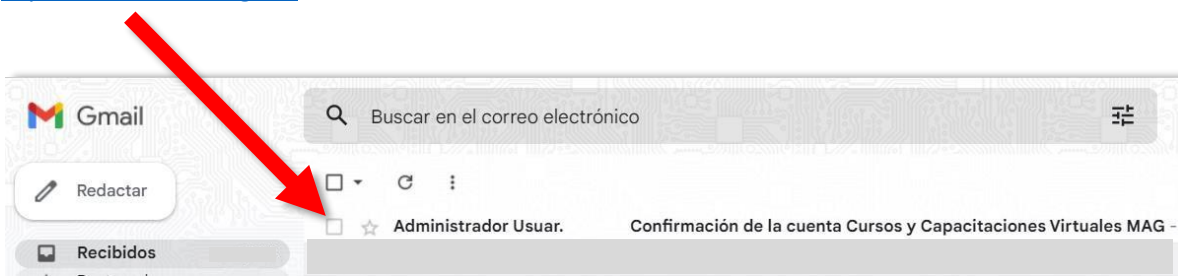 Gmail
Buscar en el correo electrónico
Redactar
Administrador Usuar. Confirmación de la cuenta Cursos y Capacitaciones Virtuales MAG -
Recibidos